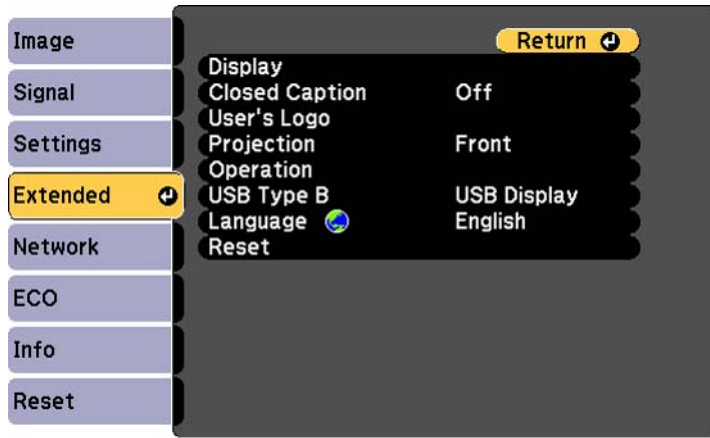 Image
Signal
Settings
Extended
Network
ECO
Info
Reset
Return
Display
Closed Caption Off
User's Logo
Projection Front
Operation
USB Type B USB Display
Language English
Reset